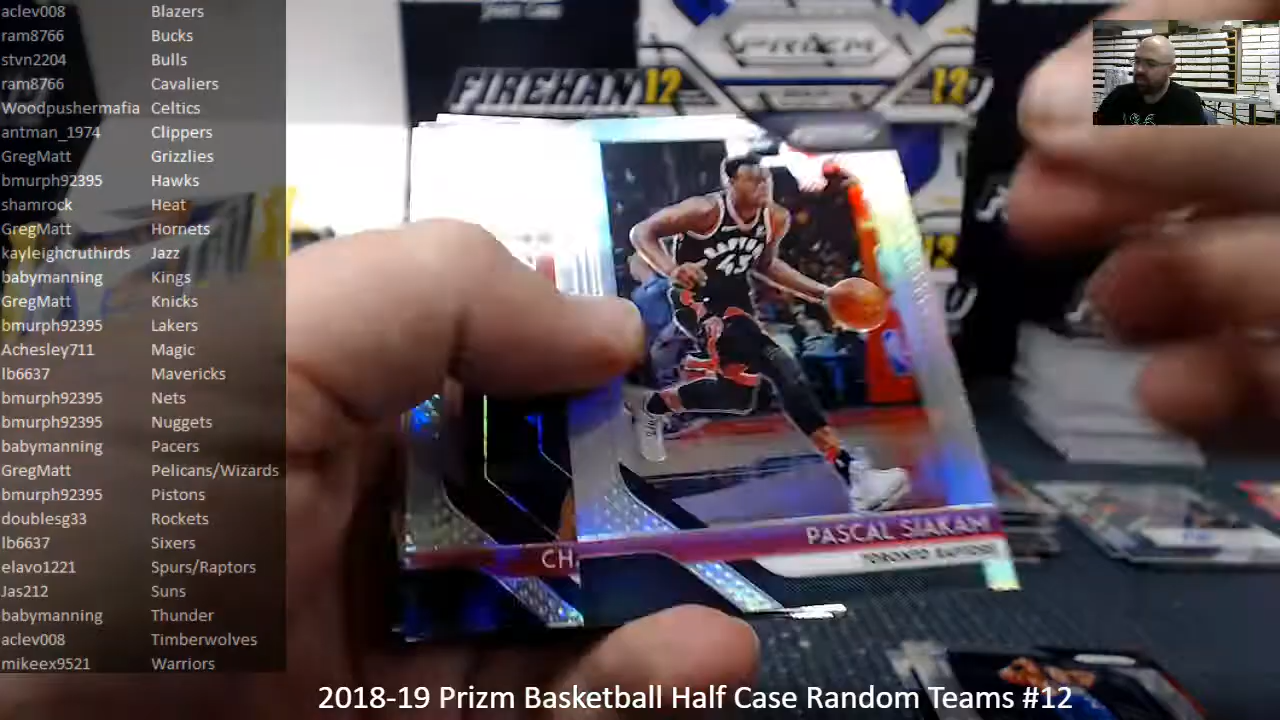 aclev008 Blazers
ram8766 Bucks
stvn2204 Bulls
ram8766 Cavaliers
Woodpushermafia Celtics
antman_1974 Clippers
GregMatt Grizzlies
bmurph92395 Hawks
shamrock Heat
GregMatt Hornets
kayleighcruthirds Jazz
babymanning Kings
GregMatt Knicks
bmurph92395 Lakers
Achesley711 Magic
lb6637 Mavericks
bmurph92395 Nets
bmurph92395 Nuggets
babymanning Pacers
GregMatt Pelicans/Wizards
bmurph92395 Pistons
doublesg33 Rockets
lb6637 Sixers
elavo1221 Spurs/Raptors
Jas212 Suns
babymanning Thunder
aclev008 Timberwolves
mikeex9521 Warriors
PRIZM
FIREMAN 12
12
RAPTORS
43
PASCAL SIAKAM
TORONTO RAPTORS
CH
2018-19 Prizm Basketball Half Case Random Teams #12